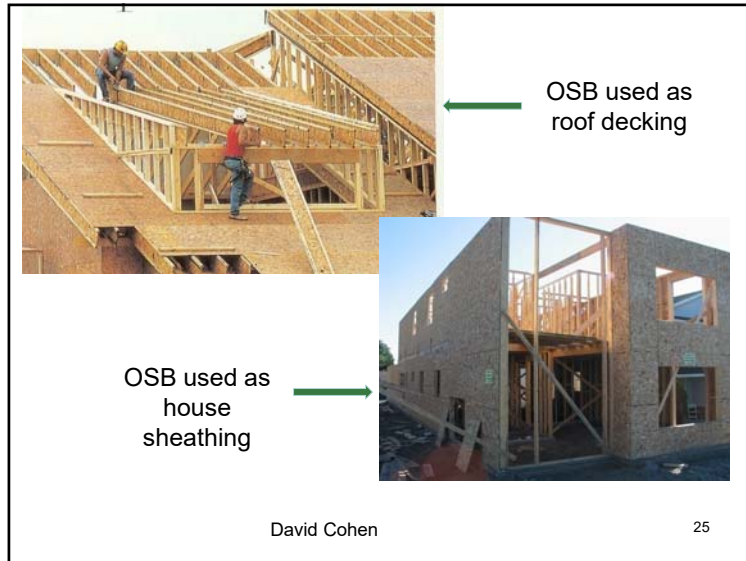 OSB used as
roof decking
OSB used as
house
sheathing
David Cohen
25